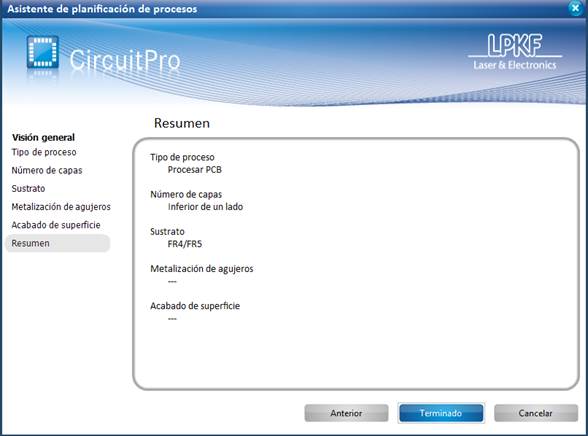 Asistente de planificación de procesos
CircuitPro
LPKF
Laser & Electronics
Visión general
Tipo de proceso
Número de capas
Sustrato
Metalización de agujeros
Acabado de superficie
Resumen
Resumen
Tipo de proceso
Procesar PCB
Número de capas
Inferior de un lado
Sustrato
FR4/FR5
Metalización de agujeros
---
Acabado de superficie
---
Anterior
Terminado
Cancelar